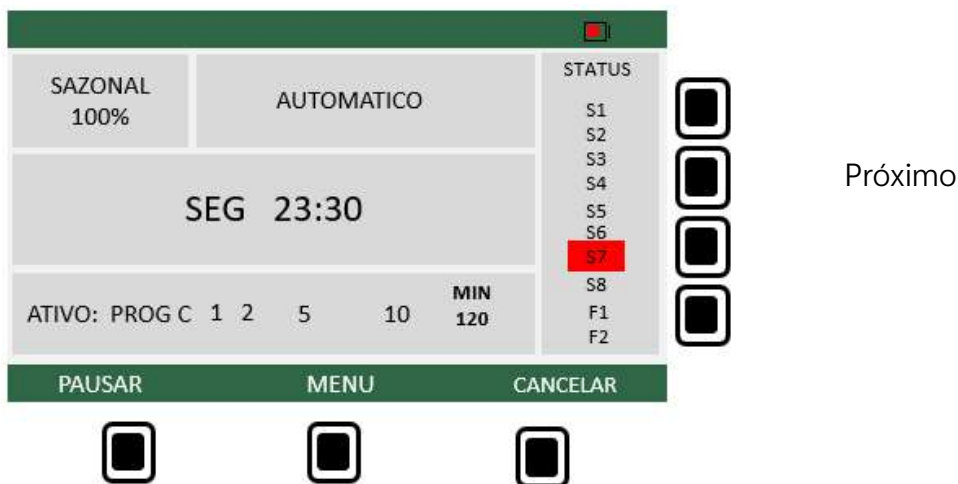 SAZONAL
100%
AUTOMATICO
STATUS
S1
S2
S3
S4
S5
S6
S7
S8
F1
F2
SEG 23:30
ATIVO: PROG C 1 2 5 10
MIN
120
PAUSAR MENU CANCELAR
Próximo